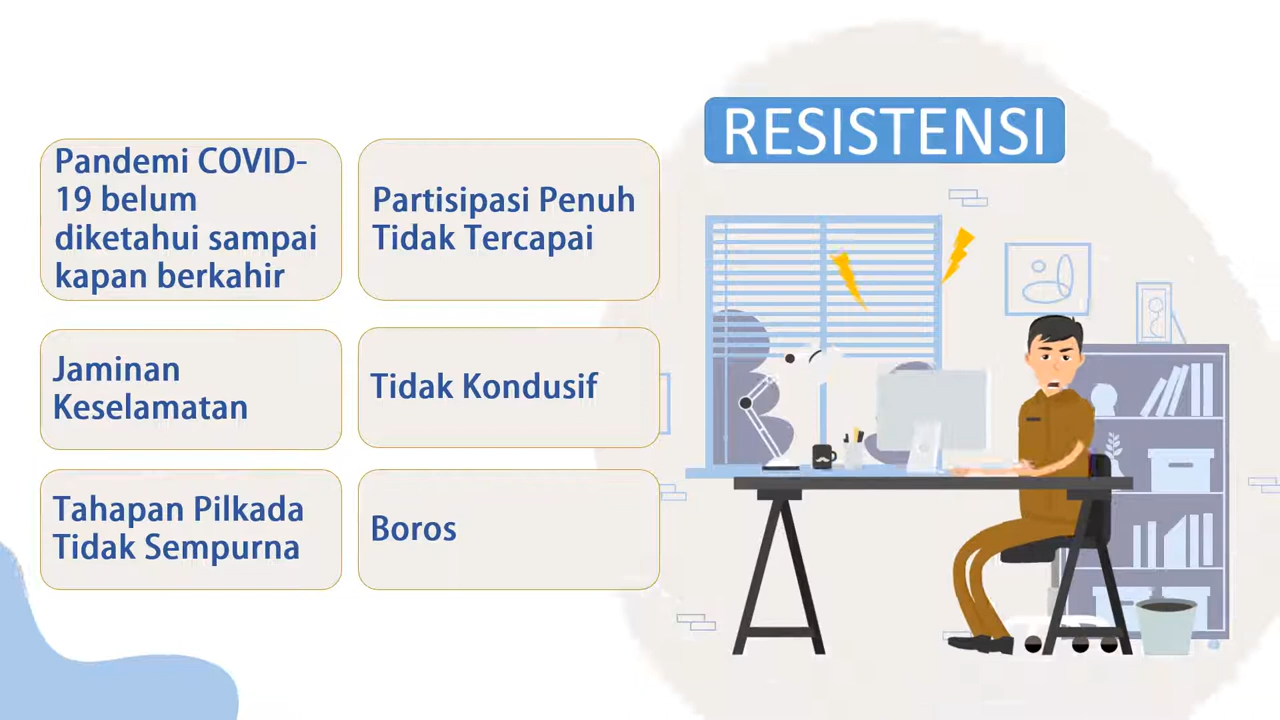 RESISTENSI
Pandemi COVID-
19 belum
diketahui sampai
kapan berkahir
Partisipasi Penuh
Tidak Tercapai
Jaminan
Keselamatan
Tidak Kondusif
Tahapan Pilkada
Tidak Sempurna
Boros